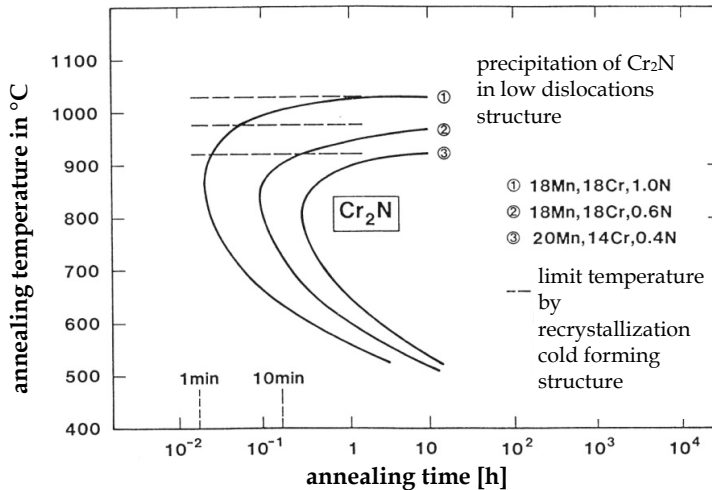 1100
1000
900
800
700
600
500
400
annealing temperature in °C
precipitation of Cr₂N
in low dislocations
structure
①
②
③
Cr₂N
① 18Mn,18Cr,1.0N
② 18Mn,18Cr,0.6N
③ 20Mn,14Cr,0.4N
limit temperature
by
recrystallization
cold forming
structure
1min
10min
10⁻²
10⁻¹
1
10
10²
10³
10⁴
annealing time [h]